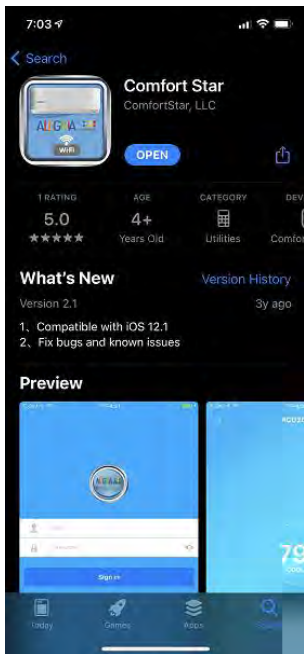 7:03
Search
Comfort Star
ComfortStar, LLC
WiFi
OPEN
1 RATING
AGE
CATEGORY
DEV
5.0
4+
Years Old
Utilities
Comfor
What's New
Version History
Version 2.1
3y ago
1、Compatible with iOS 12.1
2、Fix bugs and known issues
Preview
Sign in
79
Today
Games
Apps